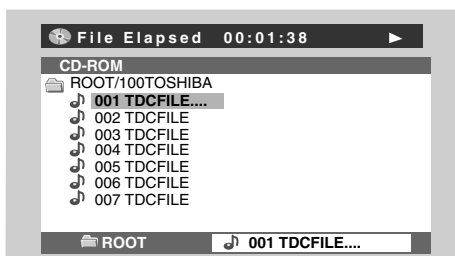 File Elapsed 00:01:38
CD-ROM
ROOT/100TOSHIBA
001 TDCFILE....
002 TDCFILE
003 TDCFILE
004 TDCFILE
005 TDCFILE
006 TDCFILE
007 TDCFILE
ROOT 001 TDCFILE....